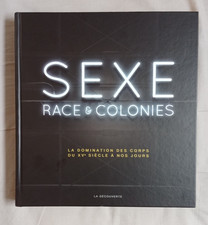 SEXE
RACE & COLONIES
LA DOMINATION DES CORPS
DU XVᵉ SIÈCLE À NOS JOURS
LA DÉCOUVERTE